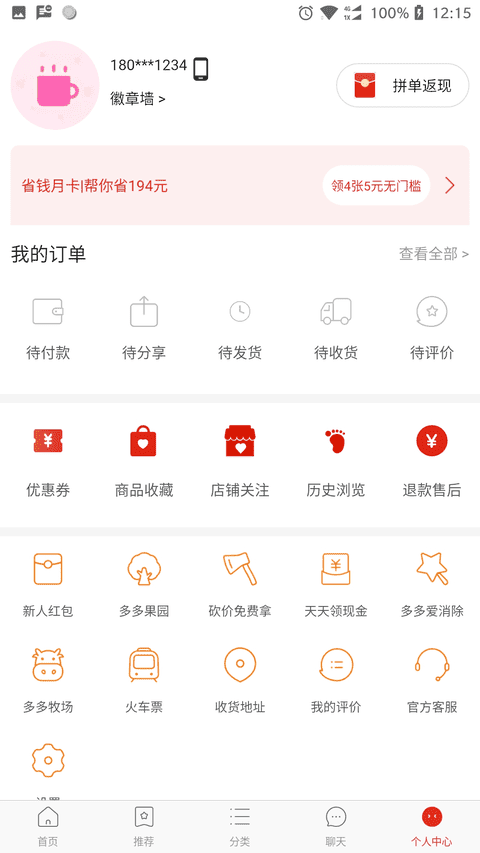 4G
1X
100%
12:15
180***1234
徽章墙 >
拼单返现
省钱月卡|帮你省194元
领4张5元无门槛
我的订单
查看全部 >
待付款 待分享 待发货 待收货 待评价
优惠券 商品收藏 店铺关注 历史浏览 退款售后
新人红包 多多果园 砍价免费拿 天天领现金 多多爱消除
多多牧场 火车票 收货地址 我的评价 官方客服
首页 推荐 分类 聊天 个人中心